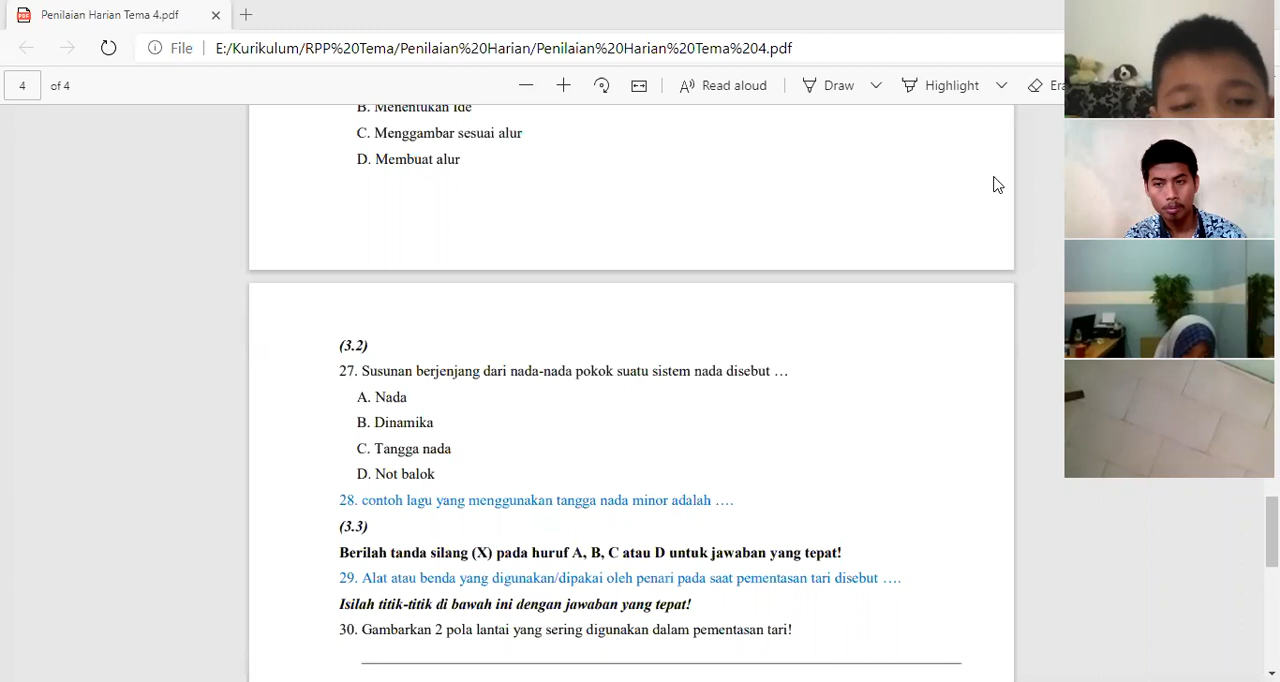 Penilaian Harian Tema 4.pdf
File E:/Kurikulum/RPP%20Tema/Penilaian%20Harian/Penilaian%20Harian%20Tema%204.pdf
4 of 4 Read aloud Draw Highlight Era
B. Menentukan ide
C. Menggambar sesuai alur
D. Membuat alur
(3.2)
27. Susunan berjenjang dari nada-nada pokok suatu sistem nada disebut …
A. Nada
B. Dinamika
C. Tangga nada
D. Not balok
28. contoh lagu yang menggunakan tangga nada minor adalah ….
(3.3)
Berilah tanda silang (X) pada huruf A, B, C atau D untuk jawaban yang tepat!
29. Alat atau benda yang digunakan/dipakai oleh penari pada saat pementasan tari disebut ….
Isilah titik-titik di bawah ini dengan jawaban yang tepat!
30. Gambarkan 2 pola lantai yang sering digunakan dalam pementasan tari!